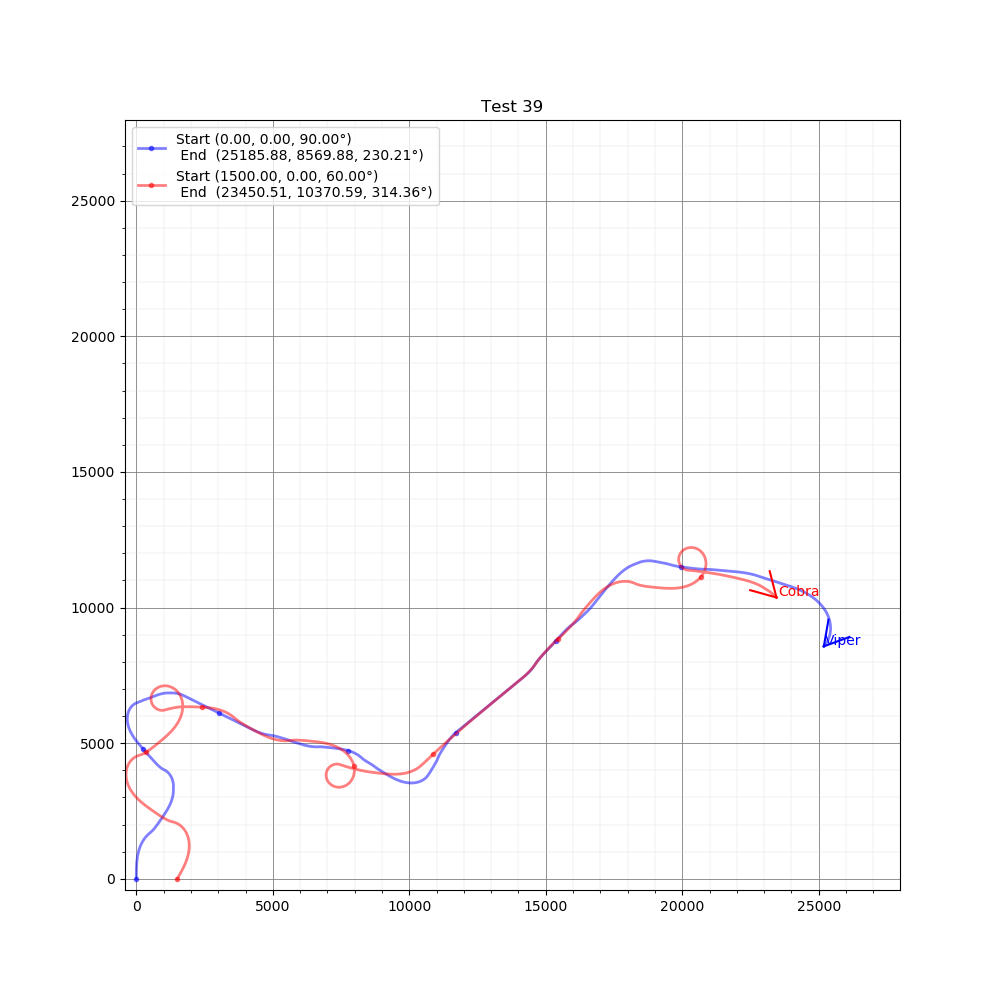 Test 39
Start (0.00, 0.00, 90.00°)
End  (25185.88, 8569.88, 230.21°)
Start (1500.00, 0.00, 60.00°)
End  (23450.51, 10370.59, 314.36°)
25000
20000
15000
10000
5000
0
Cobra
Viper
0
5000
10000
15000
20000
25000